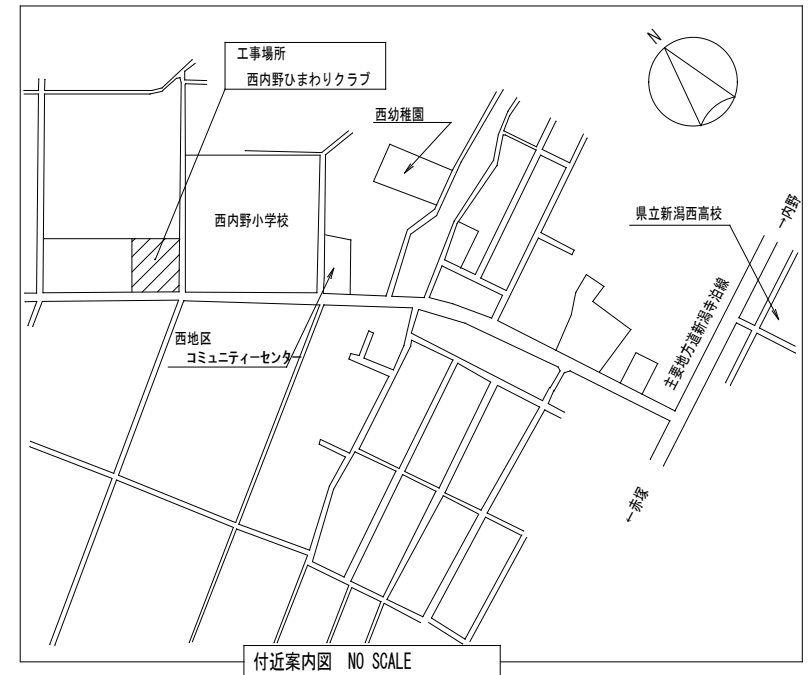 工事場所
西内野ひまわりクラブ
N
西幼稚園
西内野小学校
県立新潟西高校
→内野
主要地方道新潟寺泊線
西地区
コミュニティーセンター
←赤塚
付近案内図 NO SCALE